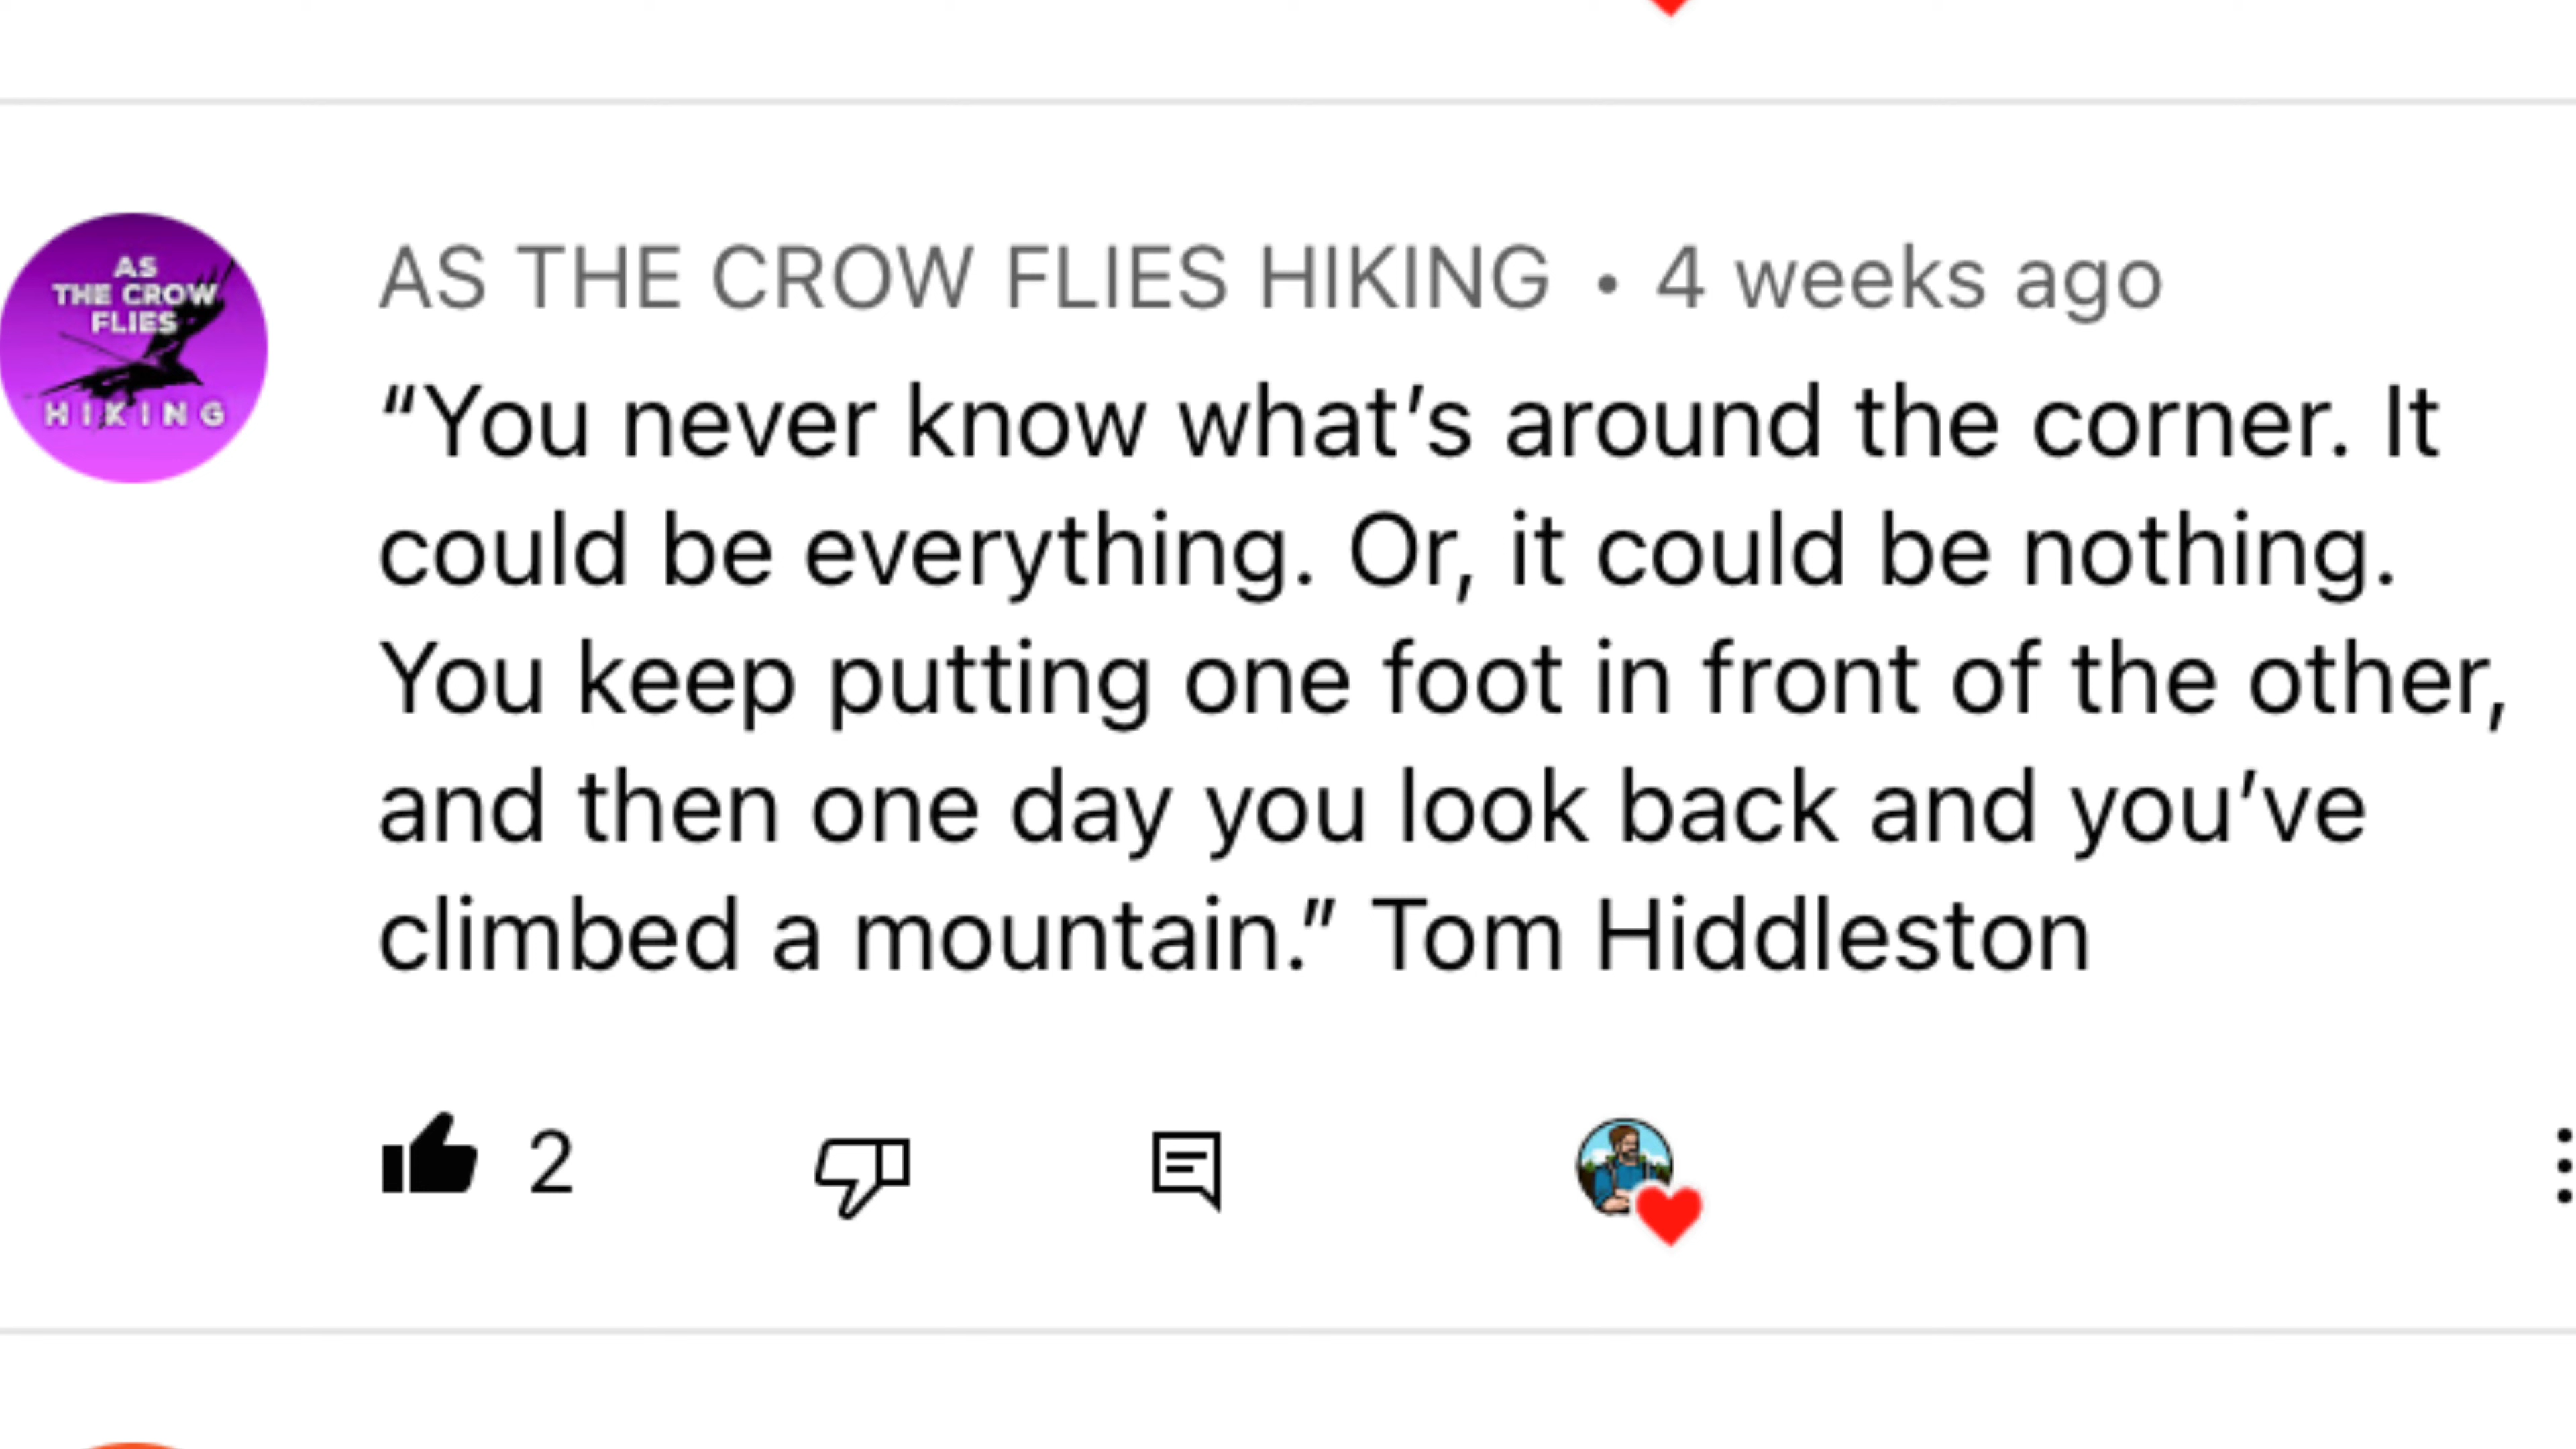 AS
THE CROW
FLIES
HIKING
AS THE CROW FLIES HIKING • 4 weeks ago
“You never know what’s around the corner. It
could be everything. Or, it could be nothing.
You keep putting one foot in front of the other,
and then one day you look back and you’ve
climbed a mountain.” Tom Hiddleston
2